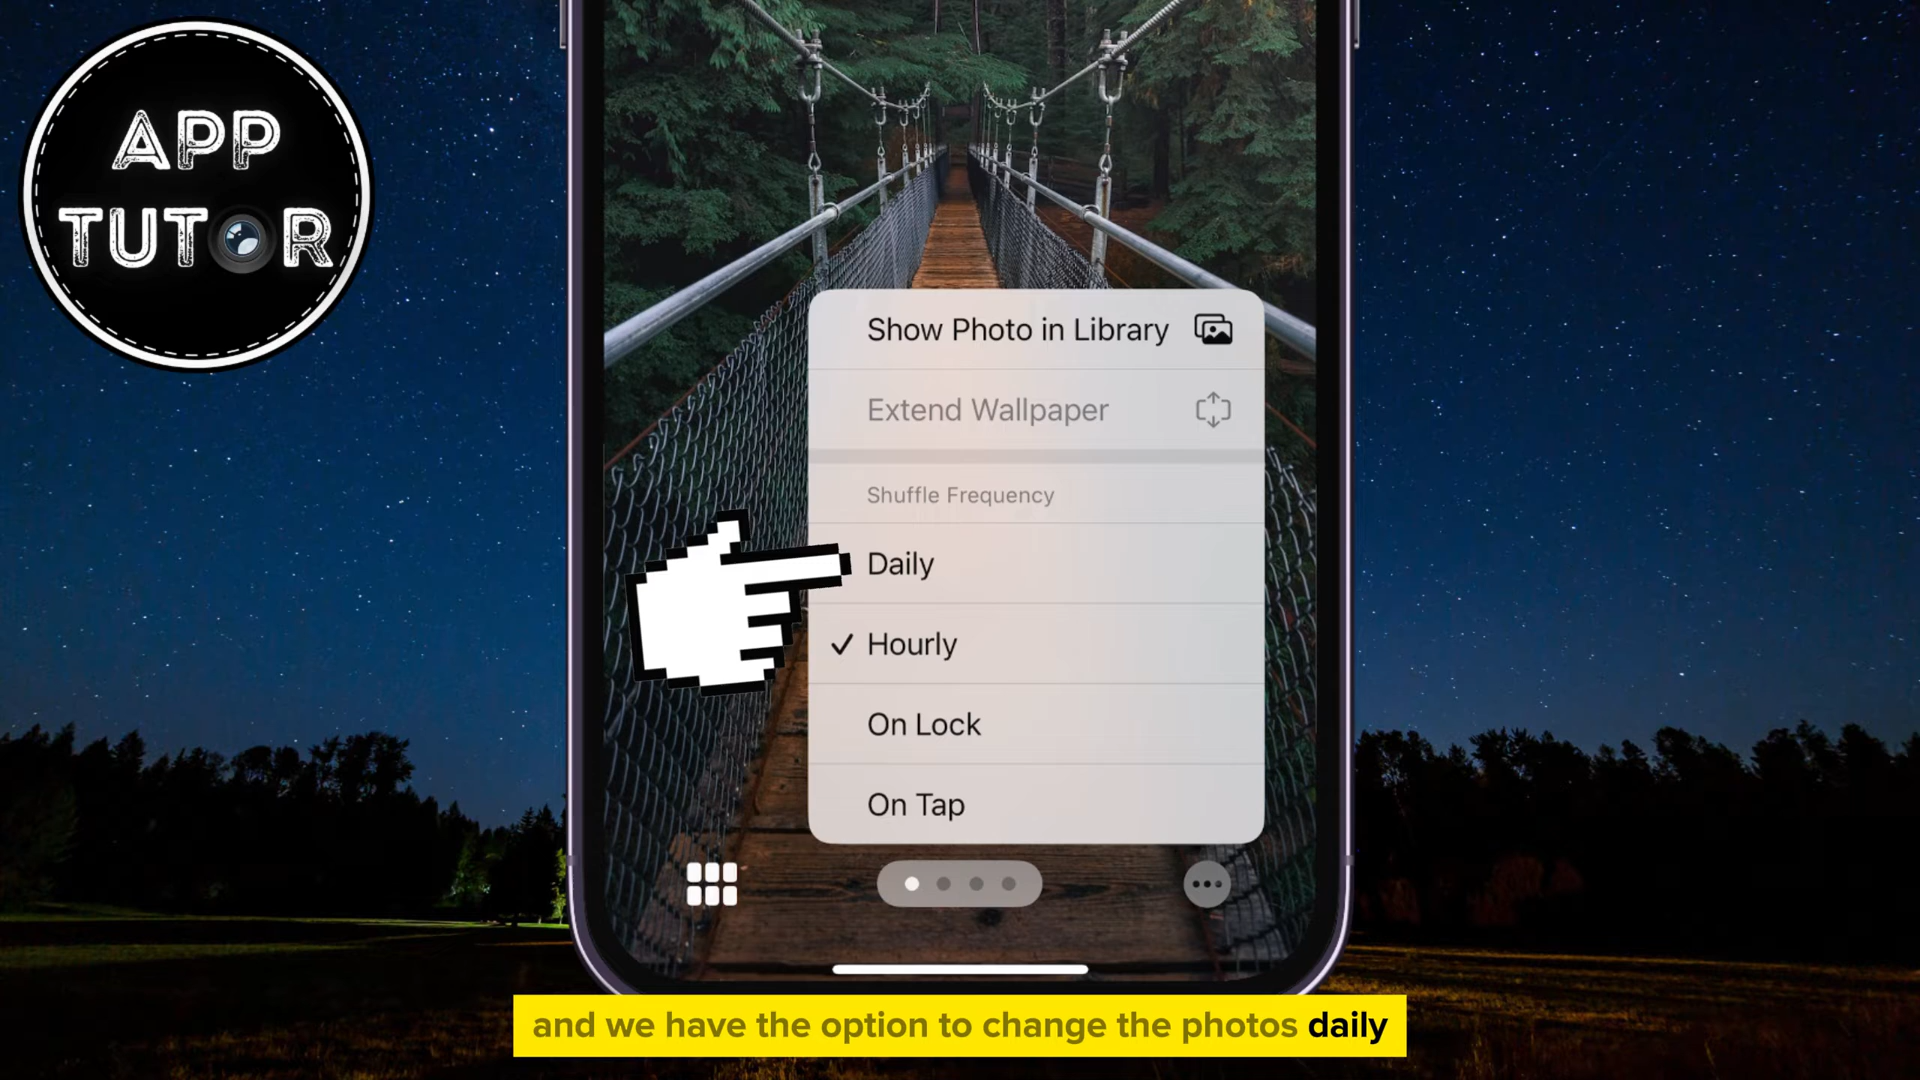 APP
TUTOR
Show Photo in Library
Extend Wallpaper
Shuffle Frequency
Daily
Hourly
On Lock
On Tap
and we have the option to change the photos daily